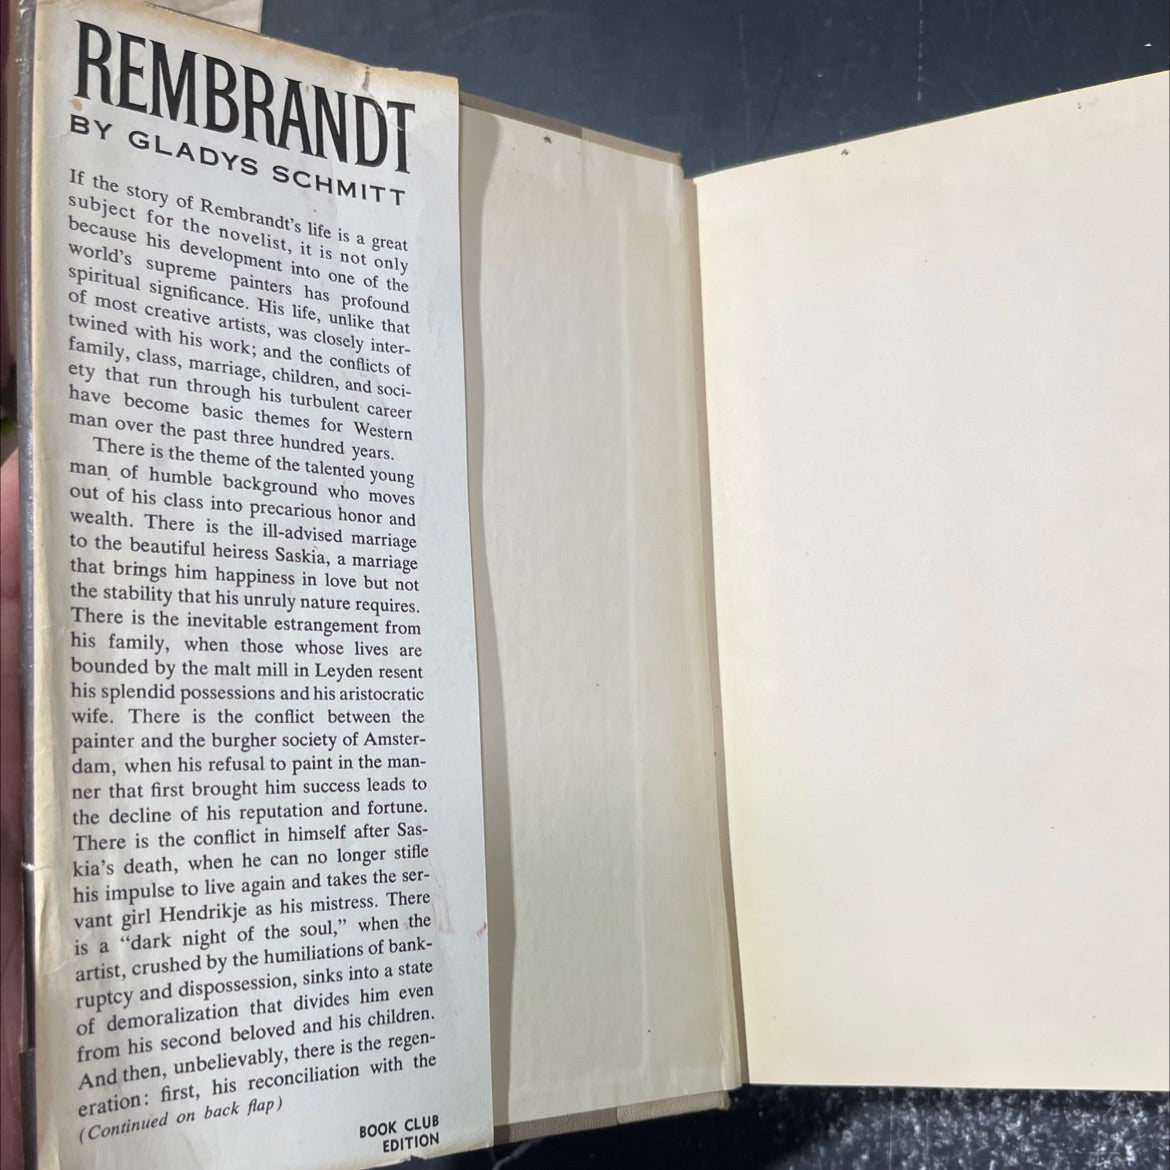 REMBRANDT
BY GLADYS SCHMITT
If the story of Rembrandt's life is a great
subject for the novelist, it is not only
because his development into one of the
world's supreme painters has profound
spiritual significance. His life, unlike that
of most creative artists, was closely inter-
twined with his work; and the conflicts of
family, class, marriage, children, and soci-
ety that run through his turbulent career
have become basic themes for Western
man over the past three hundred years.
There is the theme of the talented young
man of humble background who moves
out of his class into precarious honor and
wealth. There is the ill-advised marriage
to the beautiful heiress Saskia, a marriage
that brings him happiness in love but not
the stability that his unruly nature requires.
There is the inevitable estrangement from
his family, when those whose lives are
bounded by the malt mill in Leyden resent
his splendid possessions and his aristocratic
wife. There is the conflict between the
painter and the burgher society of Amster-
dam, when his refusal to paint in the man-
ner that first brought him success leads to
the decline of his reputation and fortune.
There is the conflict in himself after Sas-
kia's death, when he can no longer stifle
his impulse to live again and takes the ser-
vant girl Hendrikje as his mistress. There
is a "dark night of the soul," when the
artist, crushed by the humiliations of bank-
ruptcy and dispossession, sinks into a state
of demoralization that divides him even
from his second beloved and his children.
And then, unbelievably, there is the regen-
eration: first, his reconciliation with the
(Continued on back flap)
BOOK CLUB
EDITION